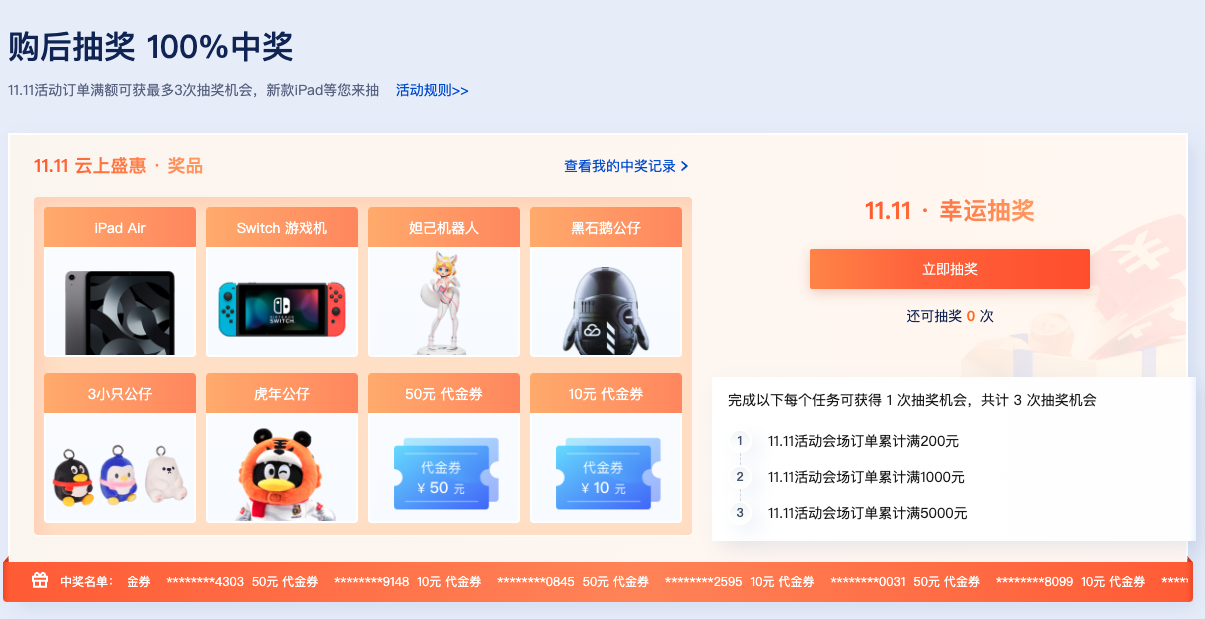 购后抽奖 100%中奖
11.11活动订单满额可获最多3次抽奖机会，新款iPad等您来抽 活动规则>>
11.11 云上盛惠 · 奖品
查看我的中奖记录 >
iPad Air
Switch 游戏机
妲己机器人
黑石鹅公仔
NINTENDO
SWITCH
3小只公仔
虎年公仔
50元 代金券
10元 代金券
代金券
¥ 50 元
代金券
¥ 10 元
11.11 · 幸运抽奖
立即抽奖
还可抽奖 0 次
完成以下每个任务可获得 1 次抽奖机会，共计 3 次抽奖机会
1 11.11活动会场订单累计满200元
2 11.11活动会场订单累计满1000元
3 11.11活动会场订单累计满5000元
中奖名单： 金券 ********4303 50元 代金券 ********9148 10元 代金券 ********0845 50元 代金券 ********2595 10元 代金券 ********0031 50元 代金券 ********8099 10元 代金券 ****